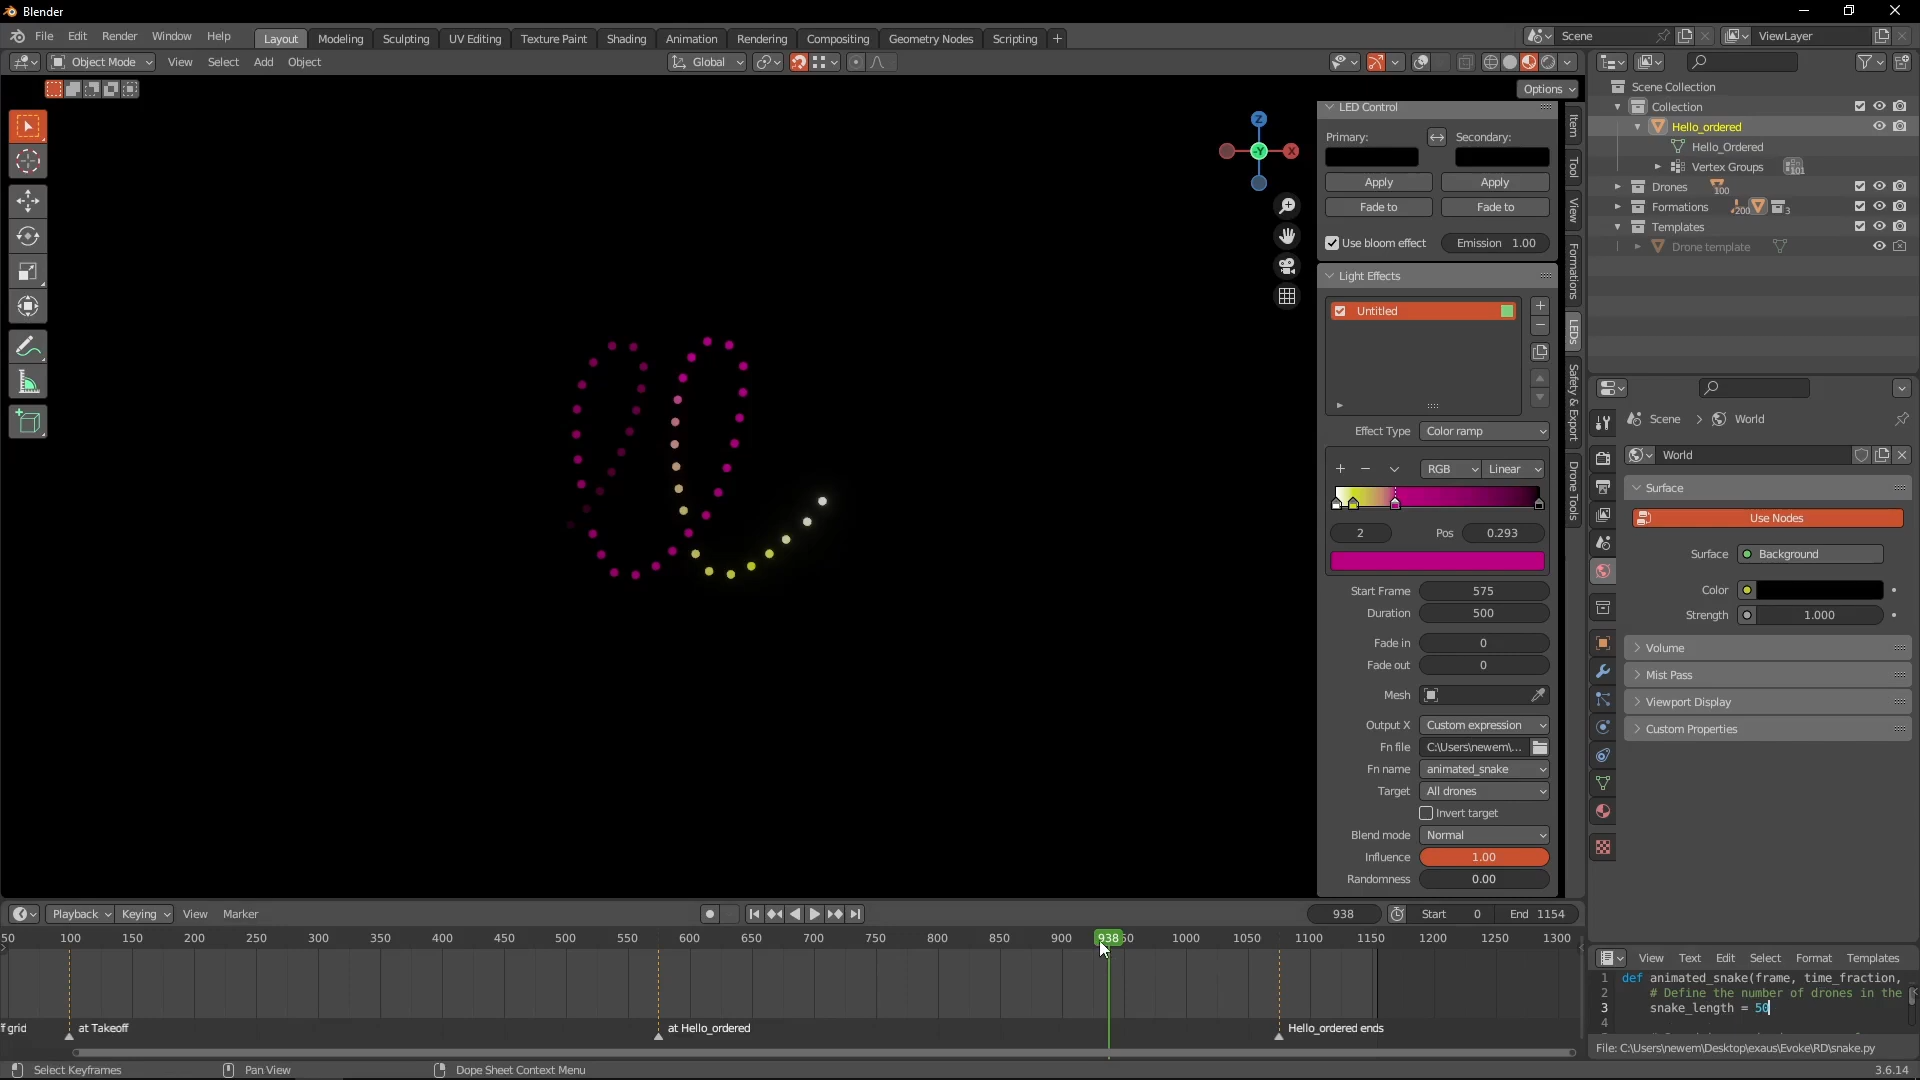 Blender
File Edit Render Window Help Layout Modeling Sculpting UV Editing Texture Paint Shading Animation Rendering Compositing Geometry Nodes Scripting + Scene ViewLayer
Object Mode View Select Add Object Global
Options
LED Control
Primary: Secondary:
Apply Apply
Fade to Fade to
Use bloom effect Emission 1.00
Light Effects
Untitled
Effect Type Color ramp
RGB Linear
2 Pos 0.293
Start Frame 575
Duration 500
Fade in 0
Fade out 0
Mesh
Output X Custom expression
Fn file C:\Users\newem\...
Fn name animated_snake
Target All drones
Invert target
Blend mode Normal
Influence 1.00
Randomness 0.00
Z
-Y
X
Item
Tool
View
Formations
LEDs
Safety & Export
Drone Tools
Scene Collection
Collection
Hello_ordered
Hello_Ordered
Vertex Groups 101
Drones 100
Formations 200 3
Templates
Drone template
Scene > World
World
Surface
Use Nodes
Surface Background
Color
Strength 1.000
Volume
Mist Pass
Viewport Display
Custom Properties
Playback Keying View Marker 938 Start 0 End 1154
50 100 150 200 250 300 350 400 450 500 550 600 650 700 750 800 850 900 938 50 1000 1050 1100 1150 1200 1250 1300
f grid at Takeoff at Hello_ordered Hello_ordered ends
View Text Edit Select Format Templates
1 def animated_snake(frame, time_fraction,
2 # Define the number of drones in the
3 snake_length = 50
4
File: C:\Users\newem\Desktop\exaus\Evoke\RD\snake.py
Select Keyframes Pan View Dope Sheet Context Menu 3.6.14